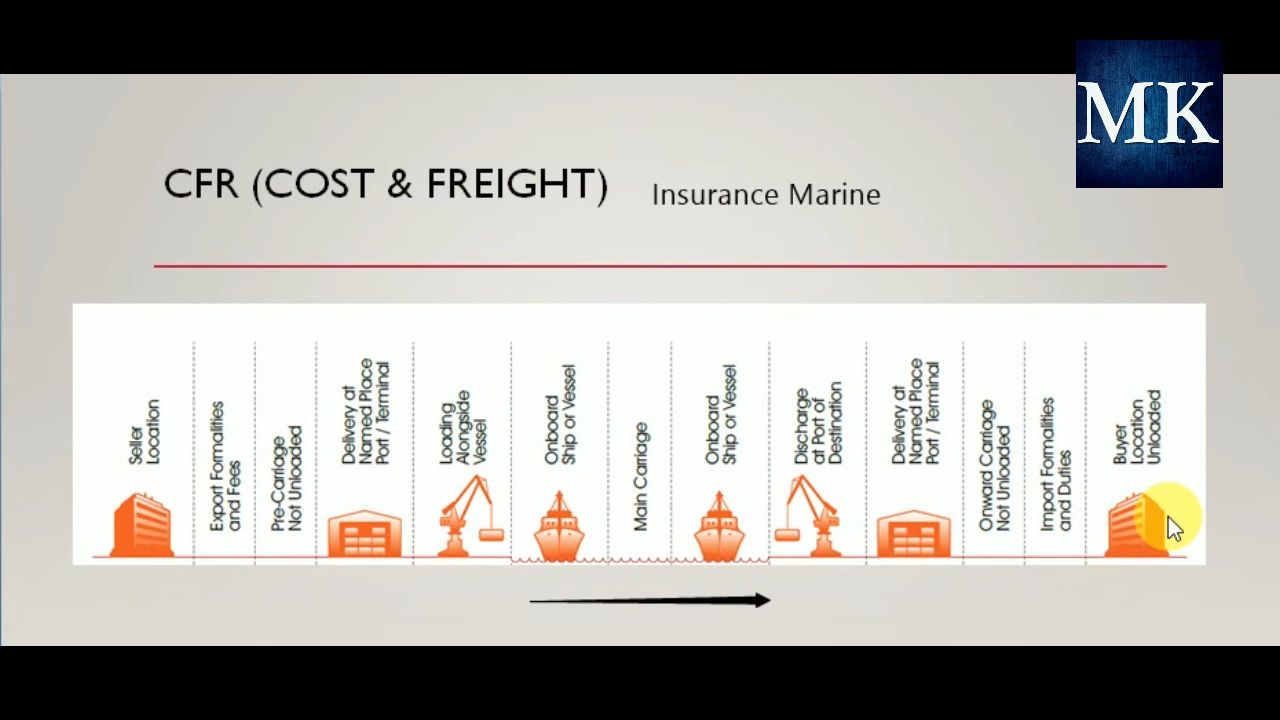 MK
CFR (COST & FREIGHT)
Insurance Marine
Seller
Location
Export Formalities
and Fees
Pre-Carriage
Not Unloaded
Delivery at
Named Place
Port / Terminal
Loading
Alongside
Vessel
Onboard
Ship or Vessel
Main Carriage
Onboard
Ship or Vessel
Discharge
at Port of
Destination
Delivery at
Named Place
Port / Terminal
Onward Carriage
Not Unloaded
Import Formalities
and Duties
Buyer
Location
Unloaded